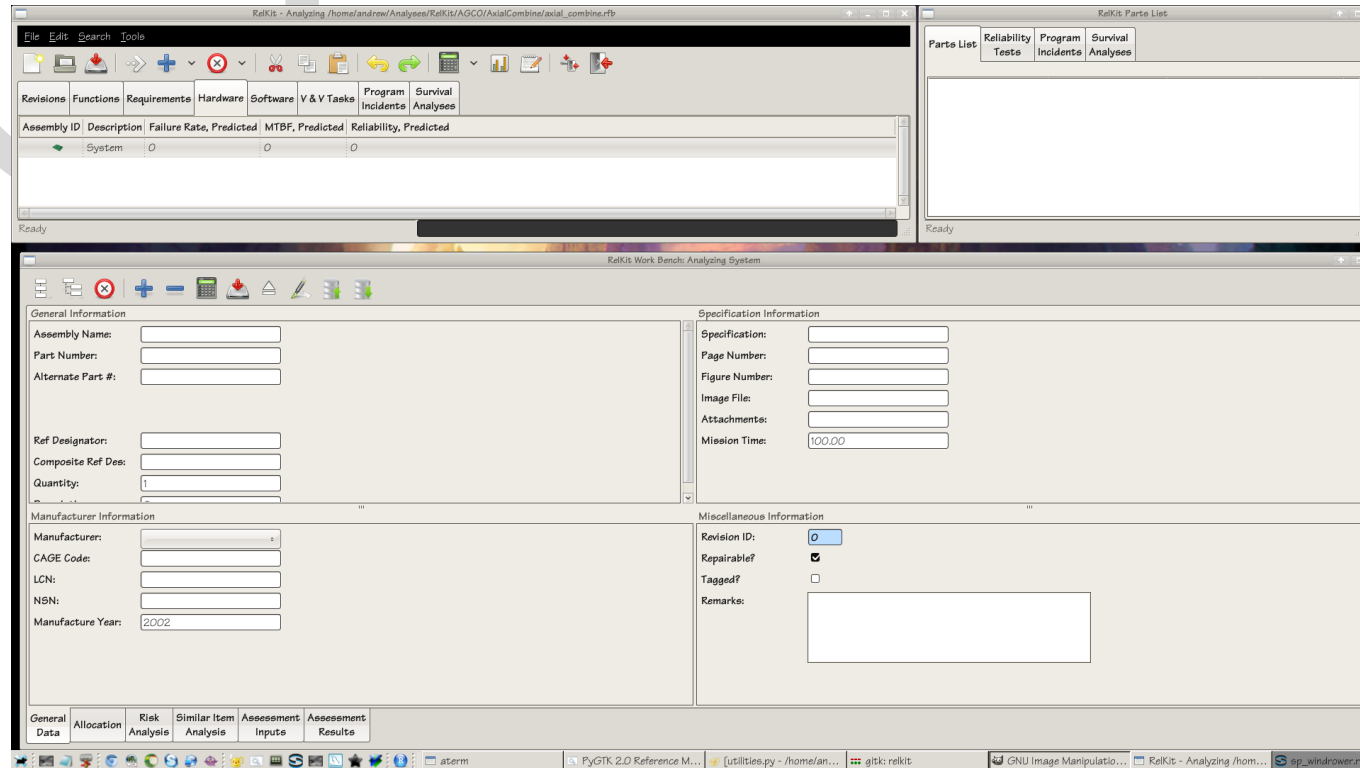 RelKit - Analyzing /home/andrew/Analyses/RelKit/AGCO/AxialCombine/axial_combine.rfb
File Edit Search Tools
Revisions Functions Requirements Hardware Software V & V Tasks Program Incidents Survival Analyses
Assembly ID Description Failure Rate, Predicted MTBF, Predicted Reliability, Predicted
System 0 0 0
Ready
RelKit Parts List
Parts List Reliability Tests Program Incidents Survival Analyses
Ready
RelKit Work Bench: Analyzing System
General Information
Assembly Name:
Part Number:
Alternate Part #:
Ref Designator:
Composite Ref Des:
Quantity: 1
Specification Information
Specification:
Page Number:
Figure Number:
Image File:
Attachments:
Mission Time: 100.00
Manufacturer Information
Manufacturer:
CAGE Code:
LCN:
NSN:
Manufacture Year: 2002
Miscellaneous Information
Revision ID: 0
Repairable?
Tagged?
Remarks:
General Data Allocation Risk Analysis Similar Item Analysis Assessment Inputs Assessment Results
aterm PyGTK 2.0 Reference M... [utilities.py - /home/an... gitk: relkit GNU Image Manipulatio... RelKit - Analyzing /hom... sp_windrower.r